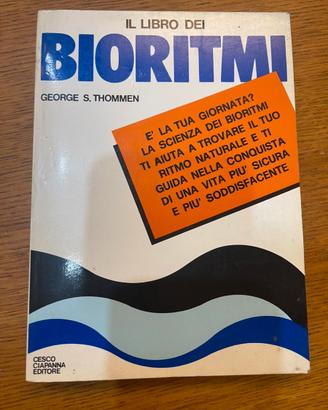 IL LIBRO DEI
BIORITMI
GEORGE S. THOMMEN
E' LA TUA GIORNATA?
LA SCIENZA DEI BIORITMI
TI AIUTA A TROVARE IL TUO
RITMO NATURALE E TI
GUIDA NELLA CONQUISTA
DI UNA VITA PIU' SICURA
E PIU' SODDISFACENTE
CESCO
CIAPANNA
EDITORE